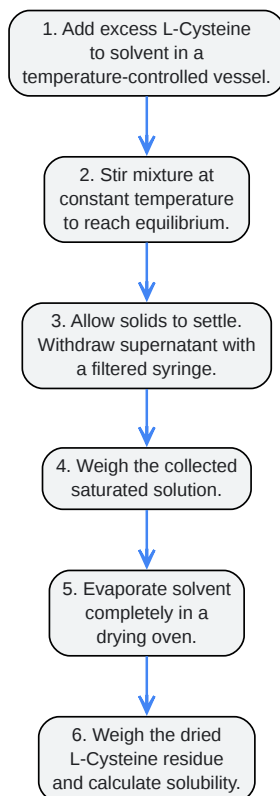 1. Add excess L-Cysteine
to solvent in a
temperature-controlled vessel.
2. Stir mixture at
constant temperature
to reach equilibrium.
3. Allow solids to settle.
Withdraw supernatant with
a filtered syringe.
4. Weigh the collected
saturated solution.
5. Evaporate solvent
completely in a
drying oven.
6. Weigh the dried
L-Cysteine residue
and calculate solubility.